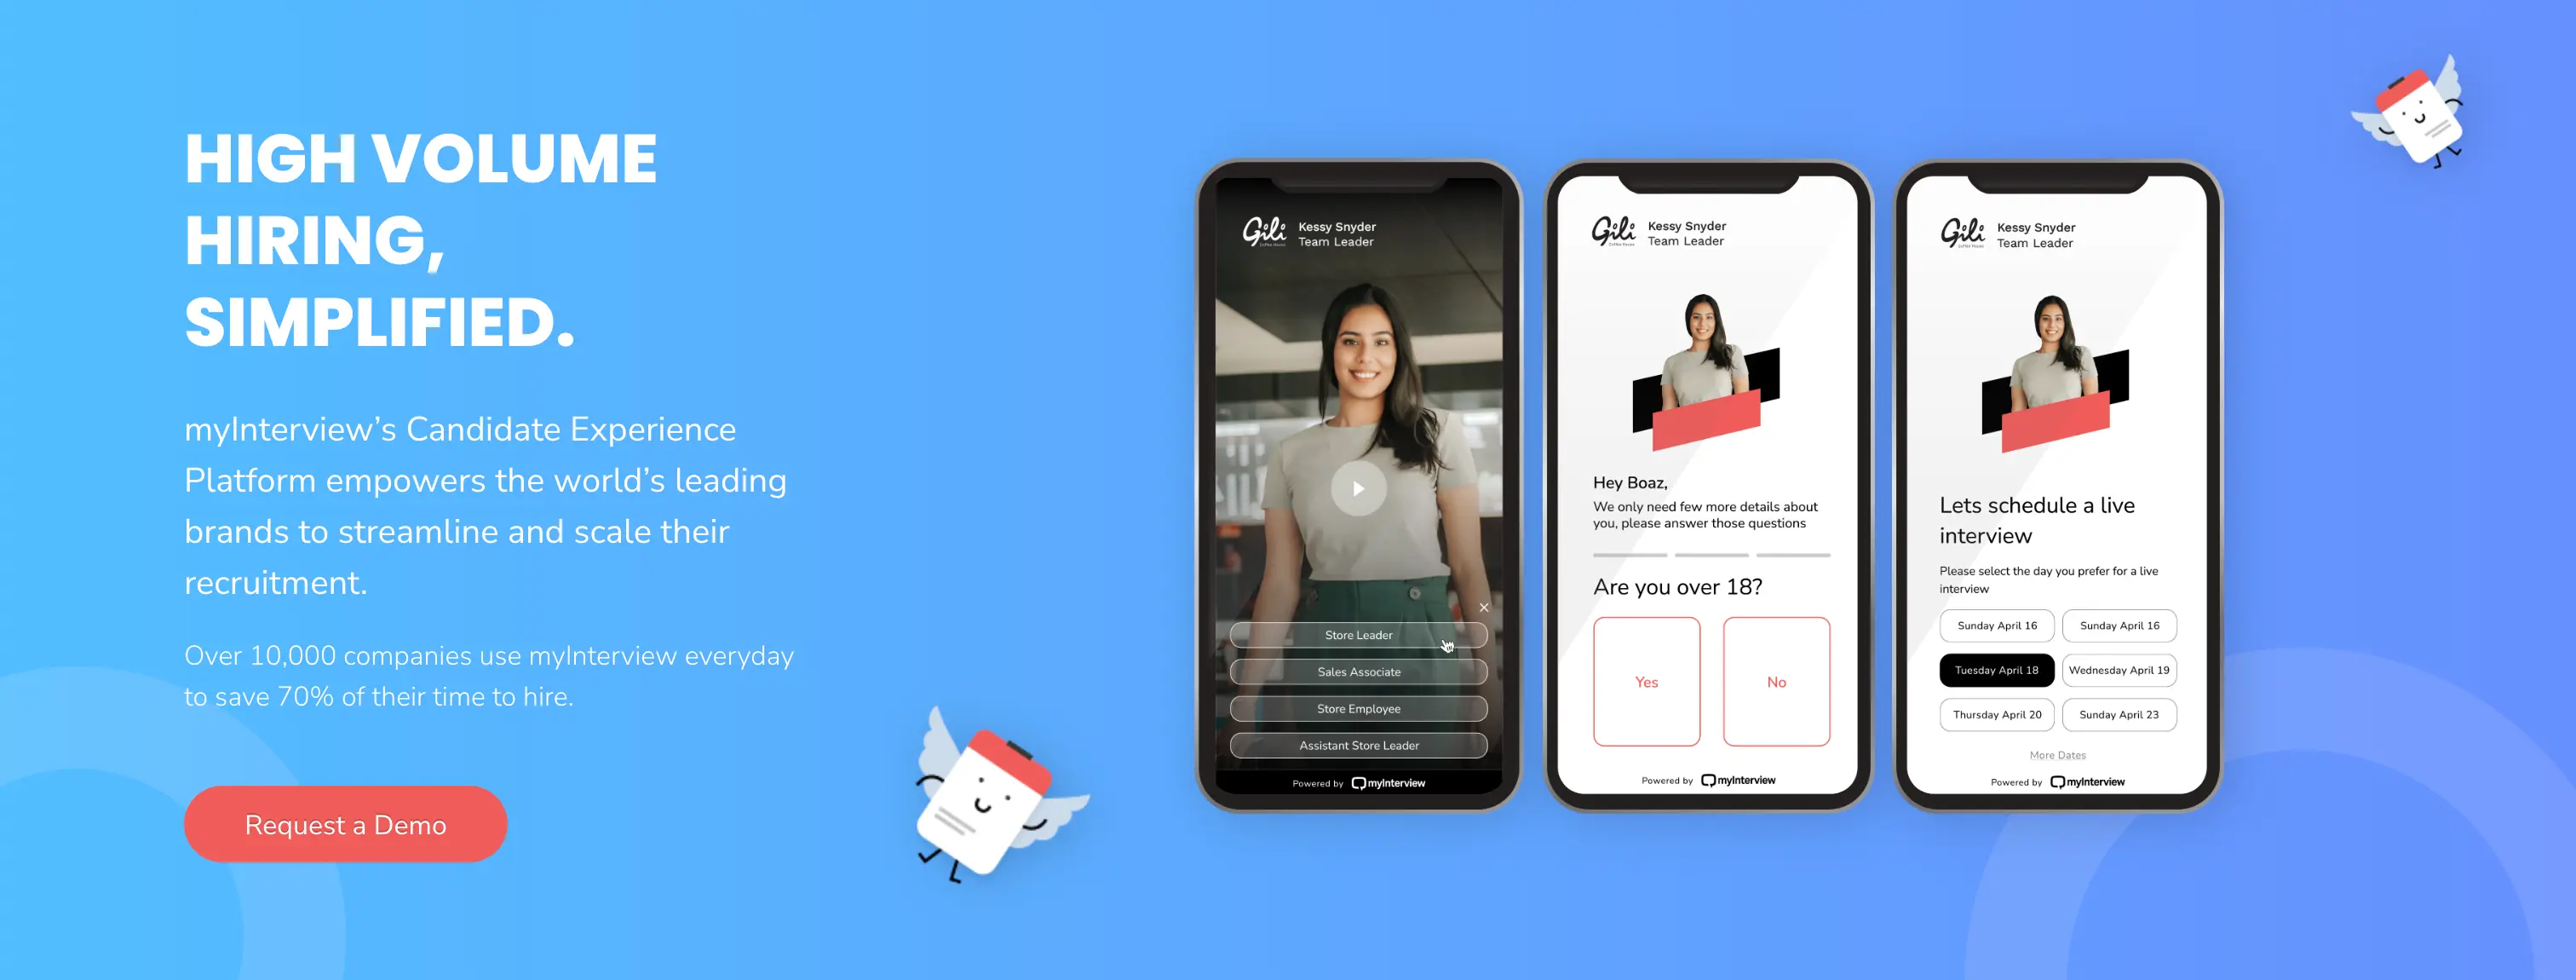 HIGH VOLUME
HIRING,
SIMPLIFIED.
myInterview’s Candidate Experience
Platform empowers the world’s leading
brands to streamline and scale their
recruitment.
Over 10,000 companies use myInterview everyday
to save 70% of their time to hire.
Request a Demo
Gili
Coffee House
Kessy Snyder
Team Leader
Store Leader
Sales Associate
Store Employee
Assistant Store Leader
Powered by myInterview
Gili
Coffee House
Kessy Snyder
Team Leader
Hey Boaz,
We only need few more details about
you, please answer those questions
Are you over 18?
Yes No
Powered by myInterview
Gili
Coffee House
Kessy Snyder
Team Leader
Lets schedule a live
interview
Please select the day you prefer for a live
interview
Sunday April 16 Sunday April 16
Tuesday April 18 Wednesday April 19
Thursday April 20 Sunday April 23
More Dates
Powered by myInterview